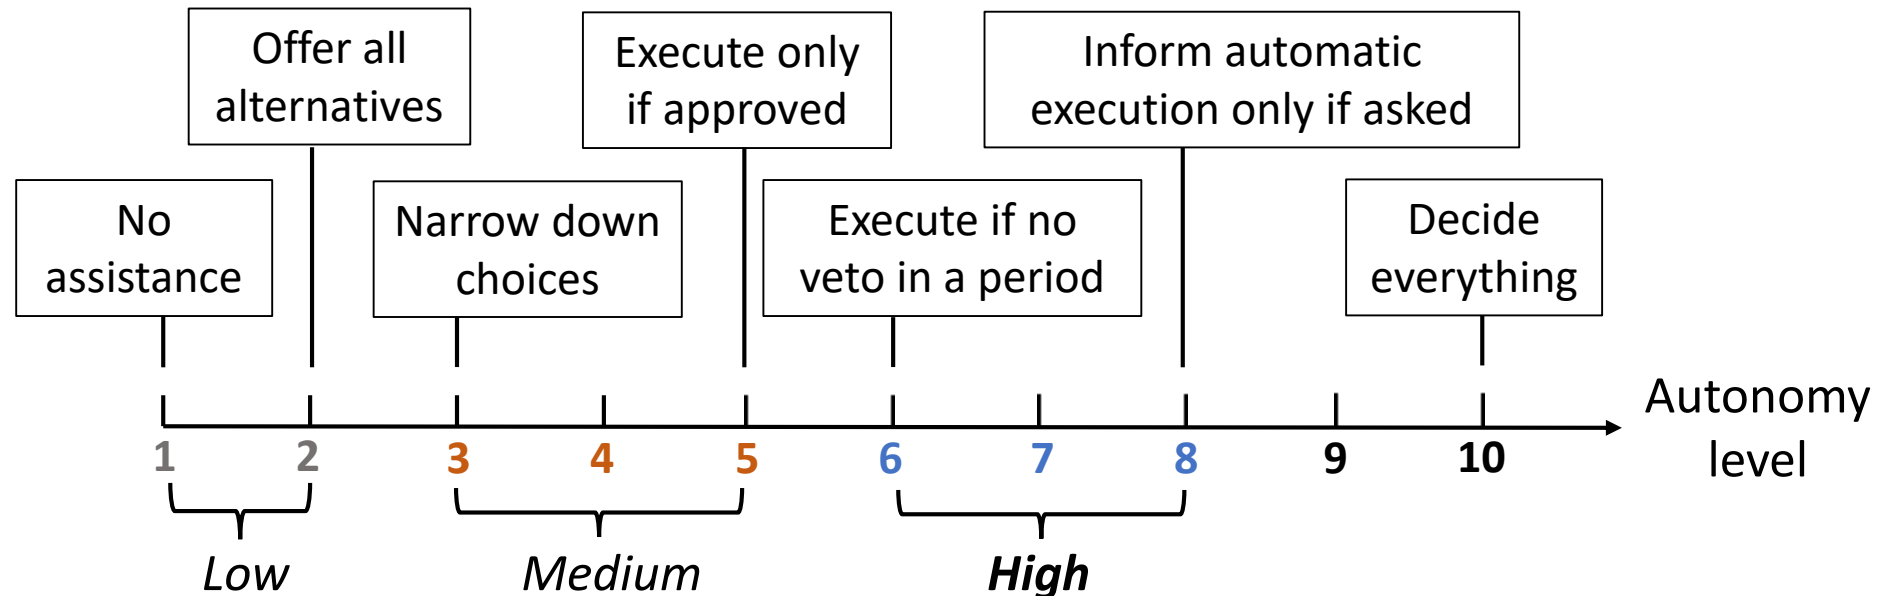 Offer all
alternatives
Execute only
if approved
Inform automatic
execution only if asked
No
assistance
Narrow down
choices
Execute if no
veto in a period
Decide
everything
1 2 3 4 5 6 7 8 9 10
Autonomy
level
Low Medium High